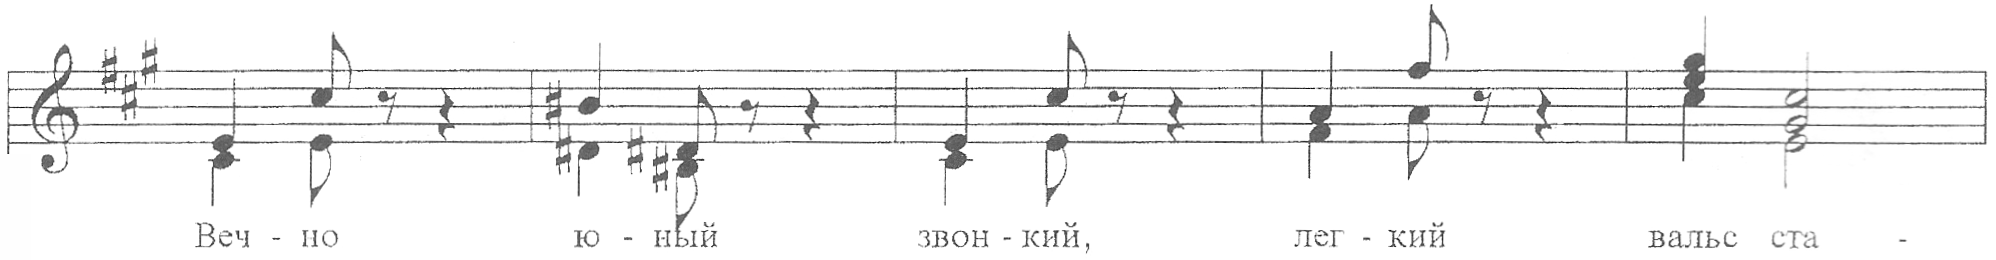 Веч - но ю - ный звон - кий, лег - кий вальс ста -